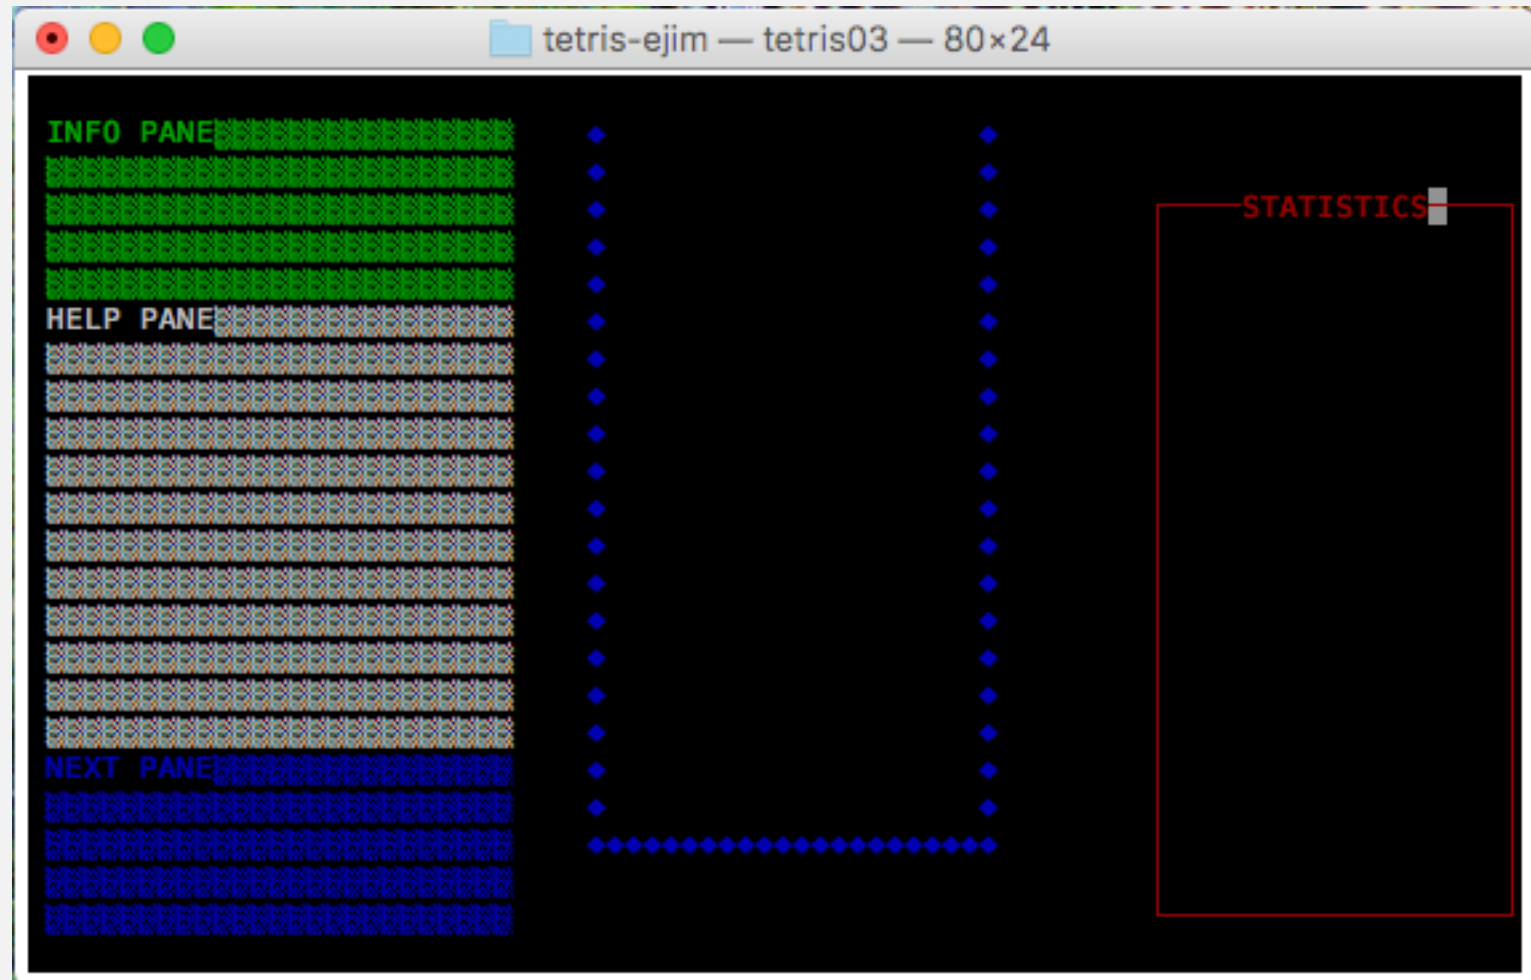 tetris-ejim — tetris03 — 80×24
INFO PANE
STATISTICS
HELP PANE
NEXT PANE